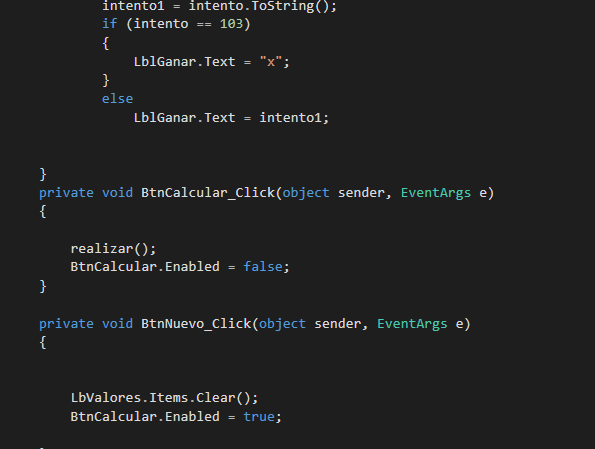 intento1 = intento.ToString();
if (intento == 103)
{
LblGanar.Text = "x";
}
else
LblGanar.Text = intento1;
}
private void BtnCalcular_Click(object sender, EventArgs e)
{
realizar();
BtnCalcular.Enabled = false;
}
private void BtnNuevo_Click(object sender, EventArgs e)
{
LbValores.Items.Clear();
BtnCalcular.Enabled = true;